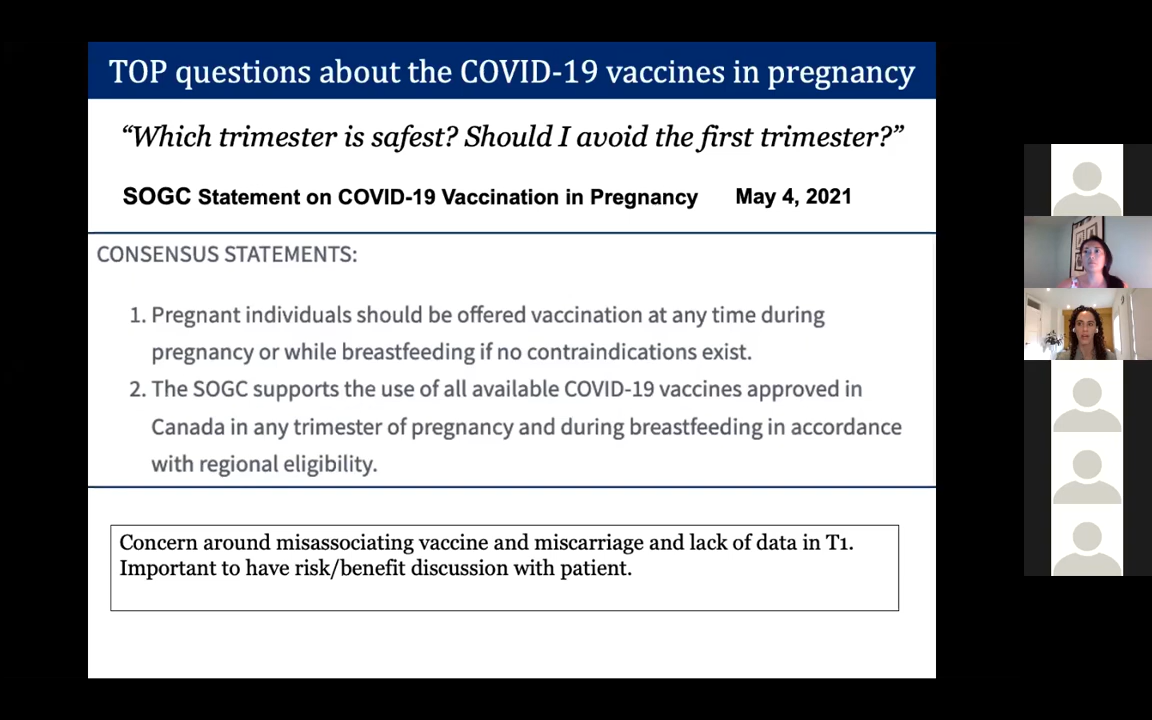 TOP questions about the COVID-19 vaccines in pregnancy
“Which trimester is safest? Should I avoid the first trimester?”
SOGC Statement on COVID-19 Vaccination in Pregnancy May 4, 2021
CONSENSUS STATEMENTS:
1. Pregnant individuals should be offered vaccination at any time during
pregnancy or while breastfeeding if no contraindications exist.
2. The SOGC supports the use of all available COVID-19 vaccines approved in
Canada in any trimester of pregnancy and during breastfeeding in accordance
with regional eligibility.
Concern around misassociating vaccine and miscarriage and lack of data in T1.
Important to have risk/benefit discussion with patient.